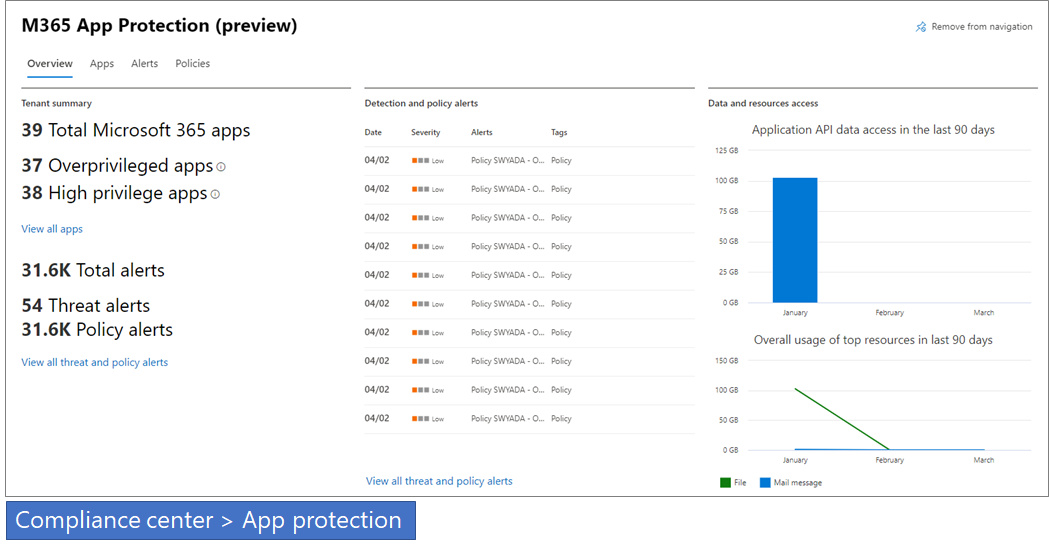 M365 App Protection (preview)
Remove from navigation
Overview Apps Alerts Policies
Tenant summary
39 Total Microsoft 365 apps
37 Overprivileged apps
38 High privilege apps
View all apps
31.6K Total alerts
54 Threat alerts
31.6K Policy alerts
View all threat and policy alerts
Detection and policy alerts
Date Severity Alerts Tags
04/02 Low Policy SWYADA - O... Policy
04/02 Low Policy SWYADA - O... Policy
04/02 Low Policy SWYADA - O... Policy
04/02 Low Policy SWYADA - O... Policy
04/02 Low Policy SWYADA - O... Policy
04/02 Low Policy SWYADA - O... Policy
04/02 Low Policy SWYADA - O... Policy
04/02 Low Policy SWYADA - O... Policy
04/02 Low Policy SWYADA - O... Policy
04/02 Low Policy SWYADA - O... Policy
View all threat and policy alerts
Data and resources access
Application API data access in the last 90 days
125 GB
100 GB
75 GB
50 GB
25 GB
0 GB
January February March
Overall usage of top resources in last 90 days
150 GB
100 GB
50 GB
0 GB
January February March
File Mail message
Compliance center > App protection